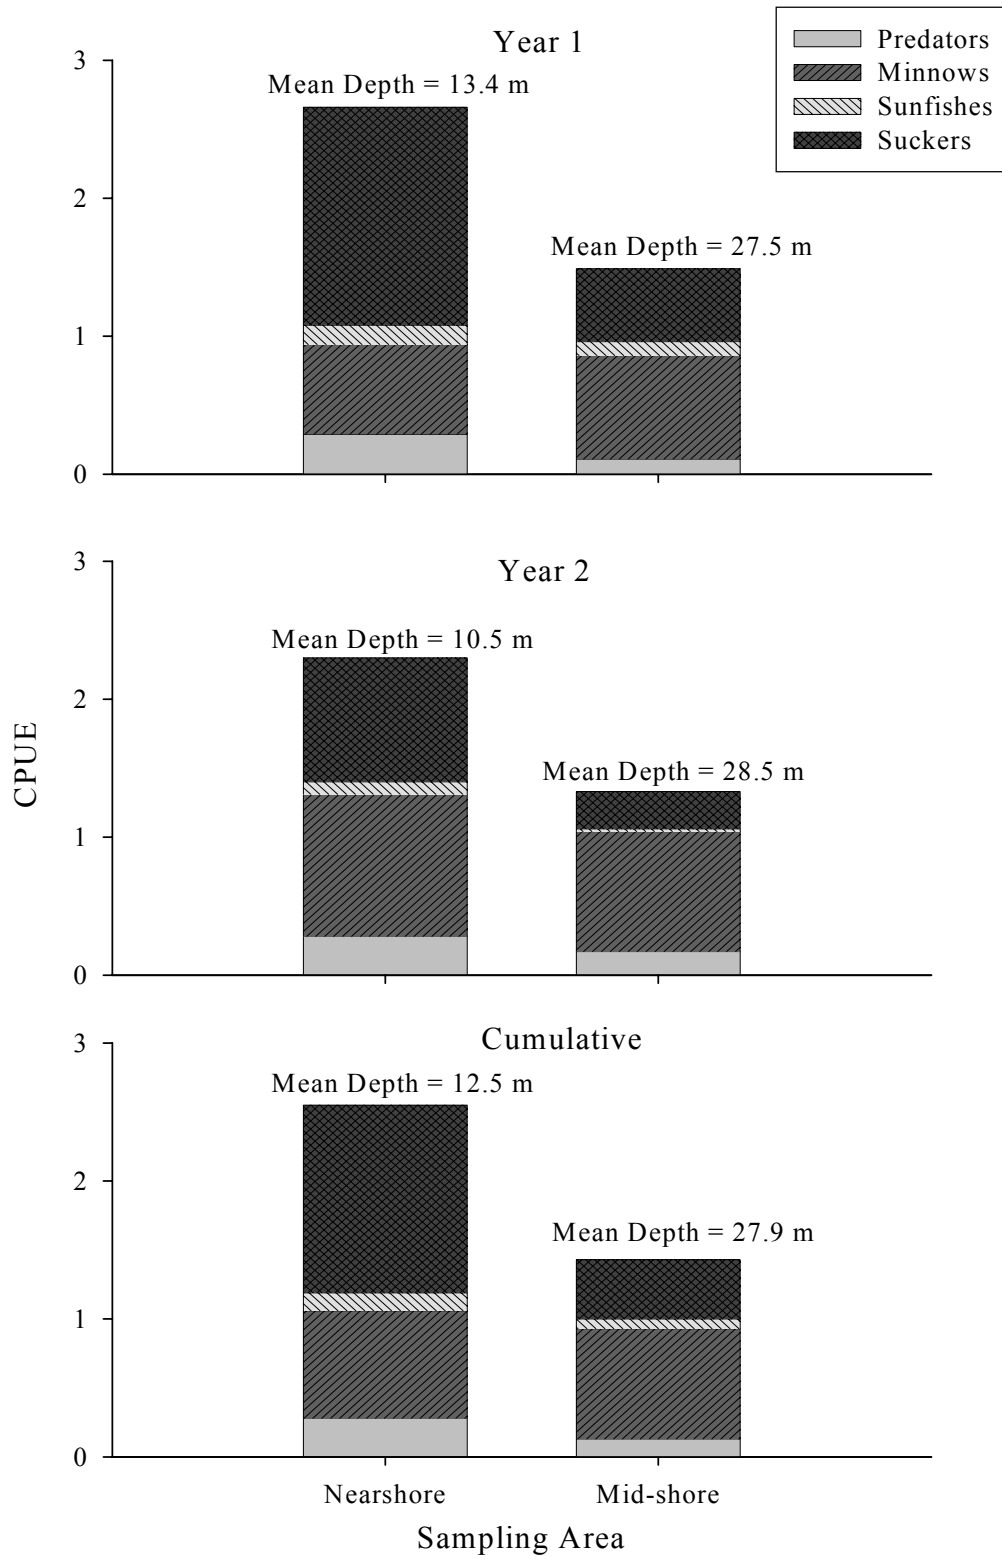 Year 1
Predators
Minnows
Sunfishes
Suckers
Mean Depth = 13.4 m
Mean Depth = 27.5 m
3
2
1
0
Year 2
Mean Depth = 10.5 m
Mean Depth = 28.5 m
3
2
1
0
CPUE
Cumulative
Mean Depth = 12.5 m
Mean Depth = 27.9 m
3
2
1
0
Nearshore
Mid-shore
Sampling Area